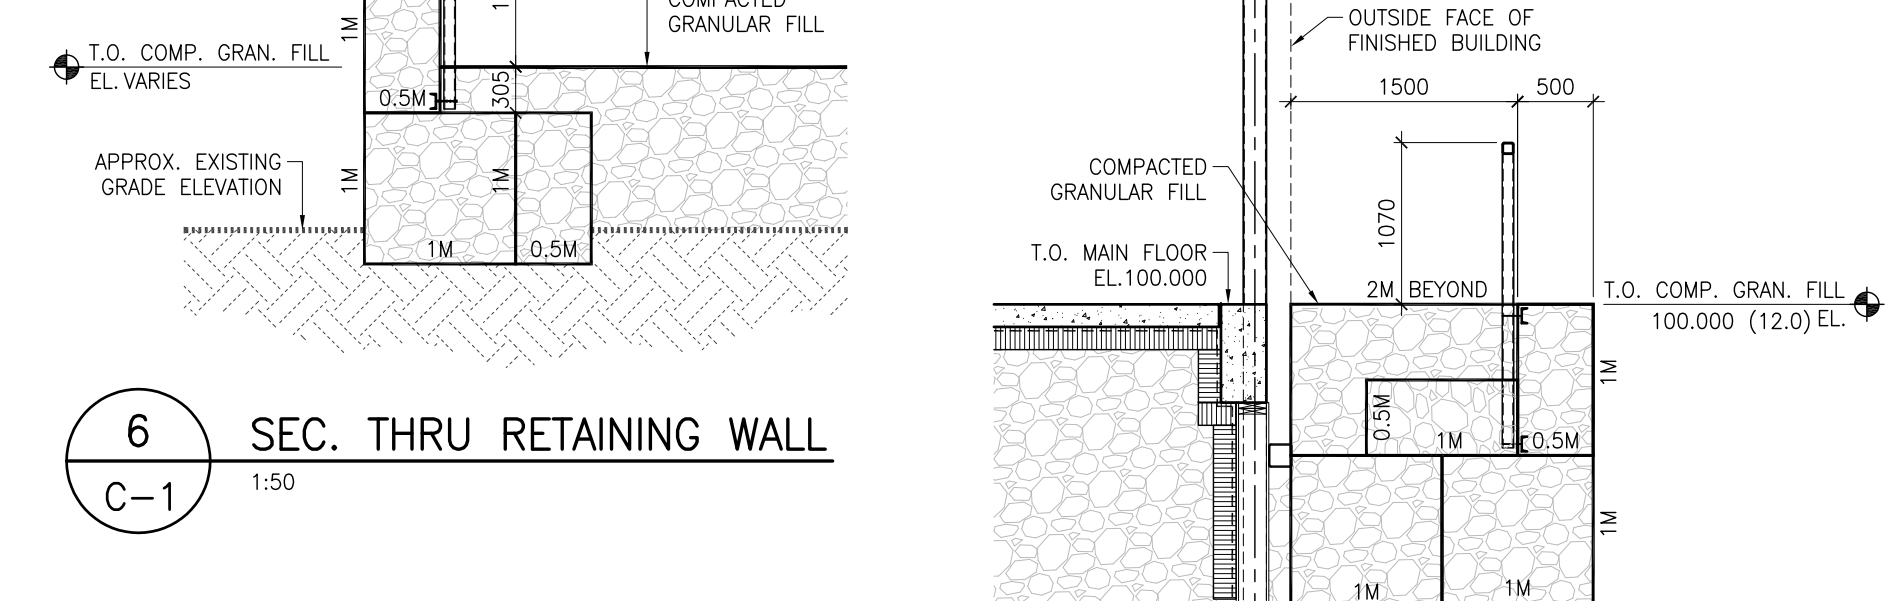 COMPACTED
GRANULAR FILL
1M
T.O. COMP. GRAN. FILL
EL. VARIES
0.5M
305
APPROX. EXISTING
GRADE ELEVATION
1M
1M
1M
0.5M
6
C-1
SEC. THRU RETAINING WALL
1:50
OUTSIDE FACE OF
FINISHED BUILDING
1500
500
COMPACTED
GRANULAR FILL
1070
T.O. MAIN FLOOR
EL.100.000
2M BEYOND
T.O. COMP. GRAN. FILL
100.000 (12.0) EL.
1M
0.5M
1M
0.5M
1M
1M
1M